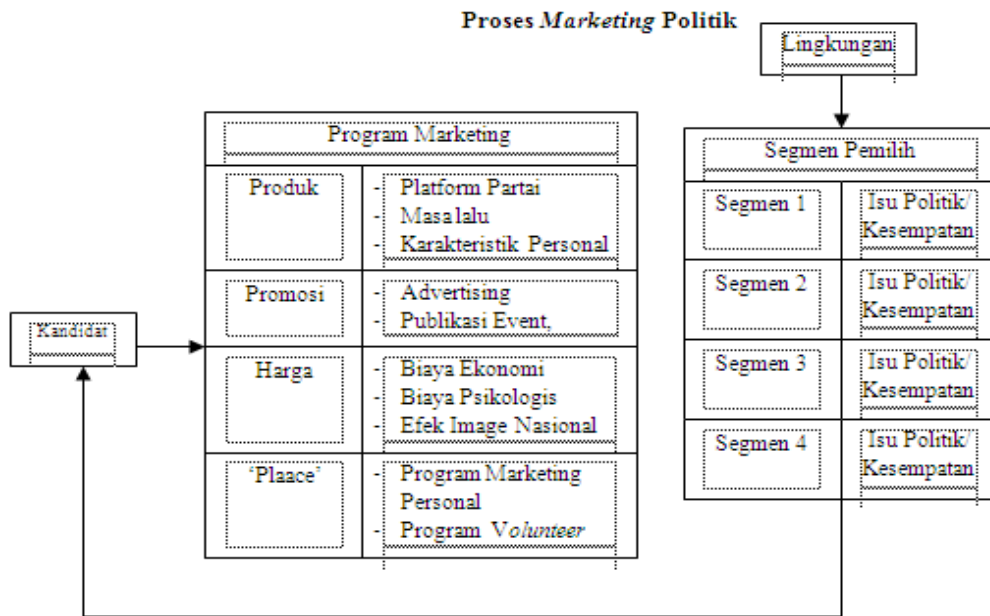 Proses Marketing Politik
Lingkungan
Program Marketing
Produk
- Platform Partai
- Masa lalu
- Karakteristik Personal
Promosi
- Advertising
- Publikasi Event,
Harga
- Biaya Ekonomi
- Biaya Psikologis
- Efek Image Nasional
'Plaace'
- Program Marketing
Personal
- Program Volunteer
Kandidat
Segmen Pemilih
Segmen 1
Isu Politik/
Kesempatan
Segmen 2
Isu Politik/
Kesempatan
Segmen 3
Isu Politik/
Kesempatan
Segmen 4
Isu Politik/
Kesempatan